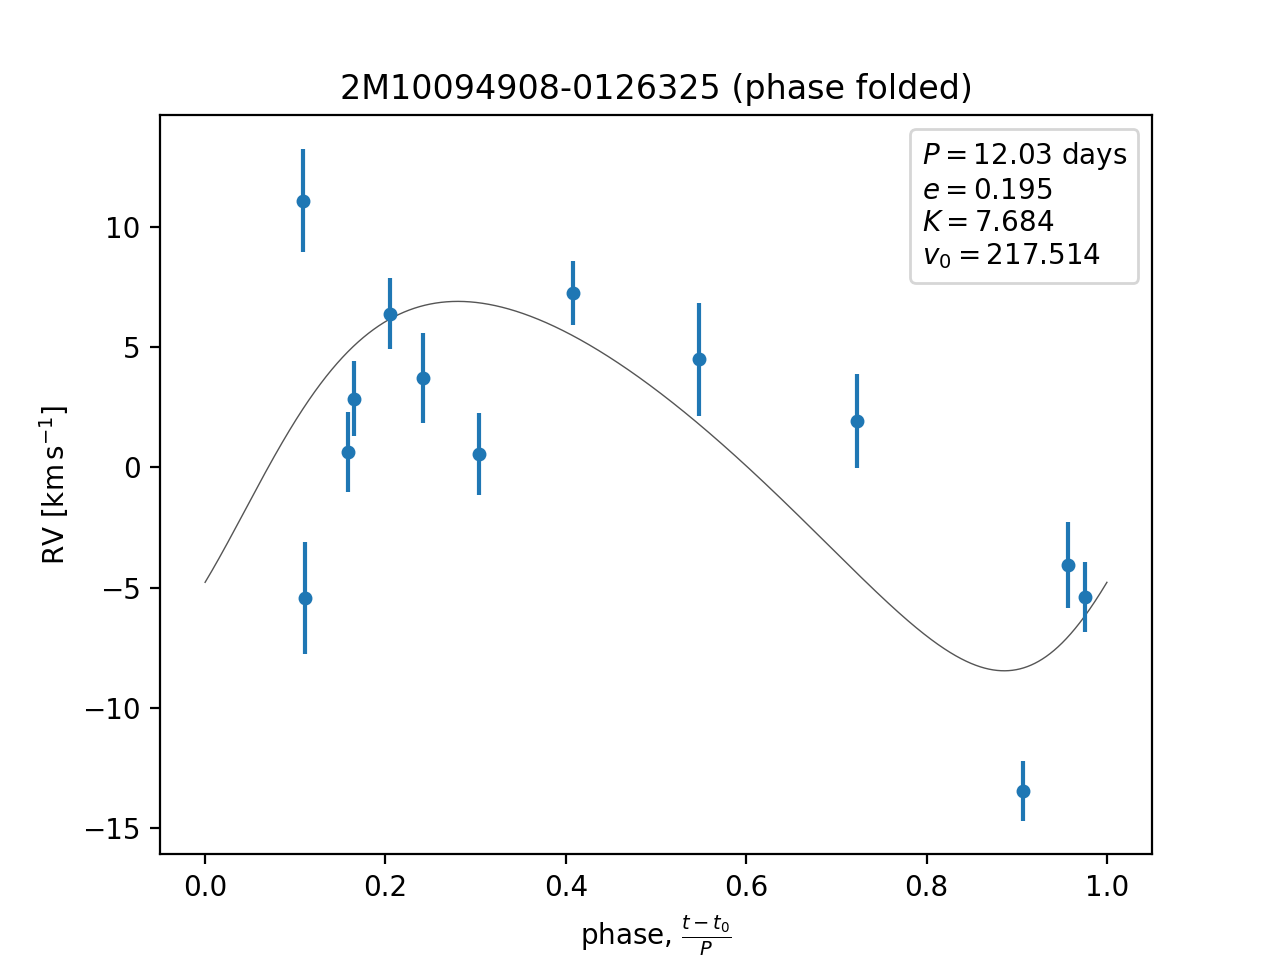 2M10094908-0126325 (phase folded)
P = 12.03 days
e = 0.195
K = 7.684
v₀ = 217.514
RV [km s⁻¹]
10
5
0
−5
−10
−15
0.0 0.2 0.4 0.6 0.8 1.0
phase, (t − t₀)/P